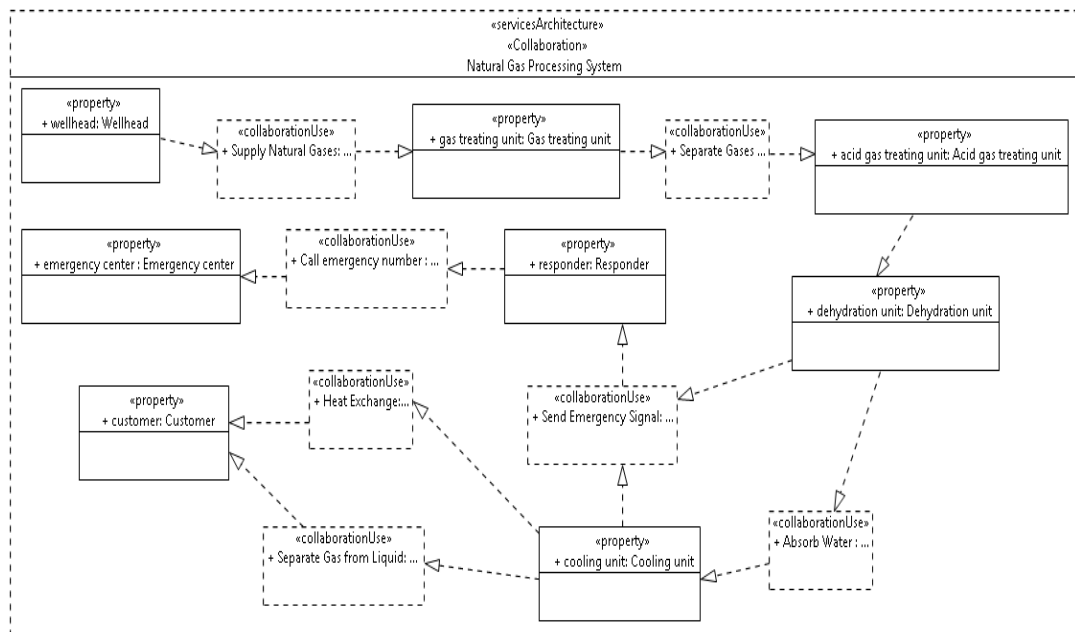 «servicesArchitecture»
«Collaboration»
Natural Gas Processing System
«property»
+ wellhead: Wellhead
«collaborationUse»
+ Supply Natural Gases: ...
«property»
+ gas treating unit: Gas treating unit
«collaborationUse»
+ Separate Gases ...
«property»
+ acid gas treating unit: Acid gas treating unit
«property»
+ emergency center : Emergency center
«collaborationUse»
+ Call emergency number : ...
«property»
+ responder: Responder
«property»
+ dehydration unit: Dehydration unit
«property»
+ customer: Customer
«collaborationUse»
+ Heat Exchange:...
«collaborationUse»
+ Send Emergency Signal: ...
«collaborationUse»
+ Separate Gas from Liquid: ...
«property»
+ cooling unit: Cooling unit
«collaborationUse»
+ Absorb Water : ...